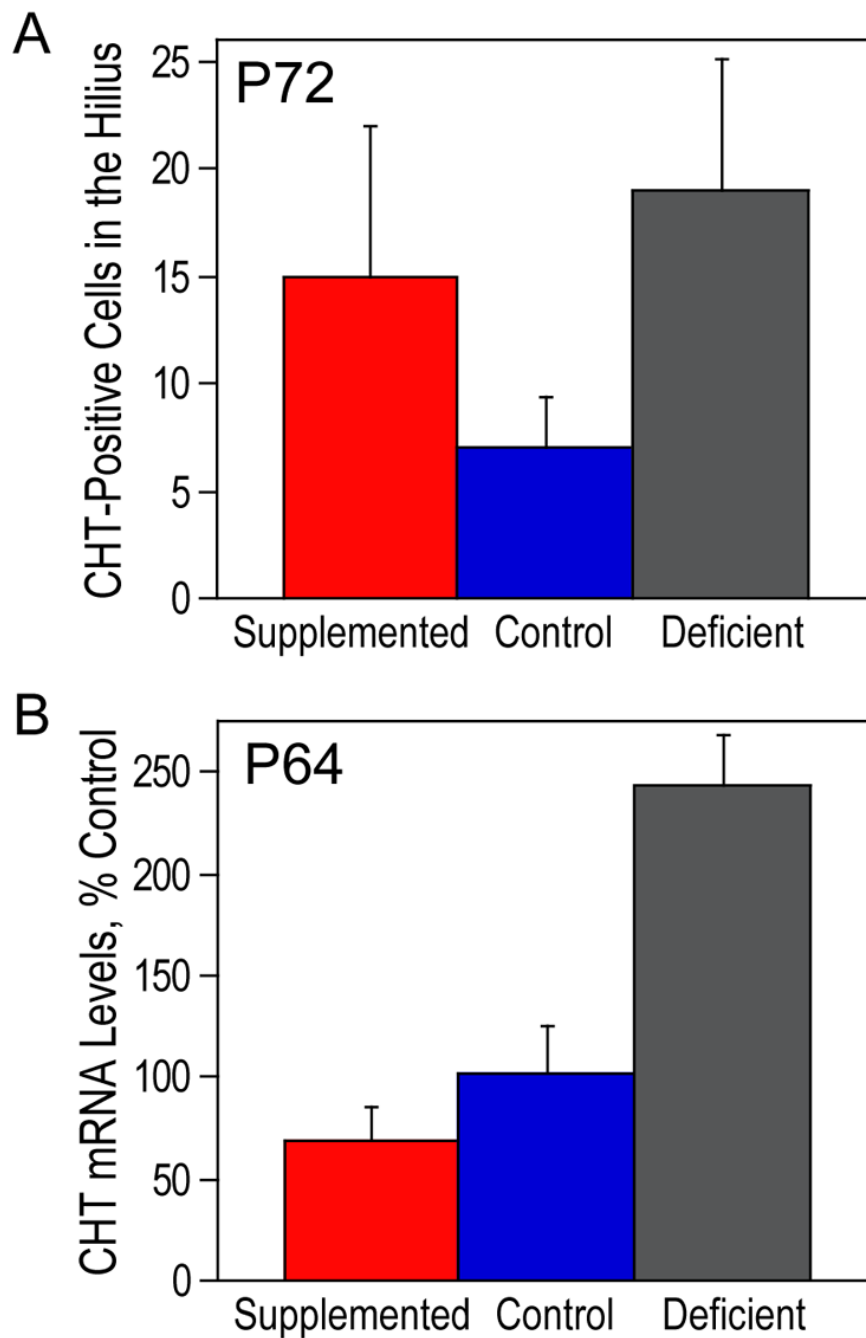 A
CHT-Positive Cells in the Hilius
P72
25
20
15
10
5
0
Supplemented Control Deficient
B
CHT mRNA Levels, % Control
P64
250
200
150
100
50
0
Supplemented Control Deficient